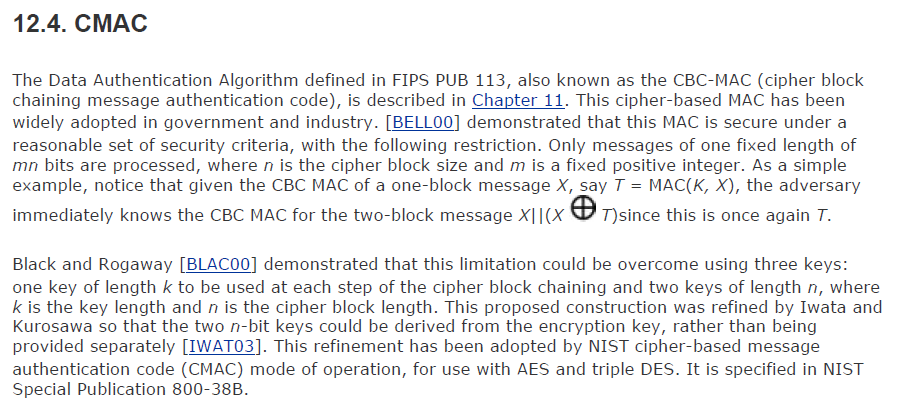 12.4. CMAC
The Data Authentication Algorithm defined in FIPS PUB 113, also known as the CBC-MAC (cipher block
chaining message authentication code), is described in Chapter 11. This cipher-based MAC has been
widely adopted in government and industry. [BELL00] demonstrated that this MAC is secure under a
reasonable set of security criteria, with the following restriction. Only messages of one fixed length of
mn bits are processed, where n is the cipher block size and m is a fixed positive integer. As a simple
example, notice that given the CBC MAC of a one-block message X, say T = MAC(K, X), the adversary
immediately knows the CBC MAC for the two-block message X||(X ⊕ T)since this is once again T.
Black and Rogaway [BLAC00] demonstrated that this limitation could be overcome using three keys:
one key of length k to be used at each step of the cipher block chaining and two keys of length n, where
k is the key length and n is the cipher block length. This proposed construction was refined by Iwata and
Kurosawa so that the two n-bit keys could be derived from the encryption key, rather than being
provided separately [IWAT03]. This refinement has been adopted by NIST cipher-based message
authentication code (CMAC) mode of operation, for use with AES and triple DES. It is specified in NIST
Special Publication 800-38B.